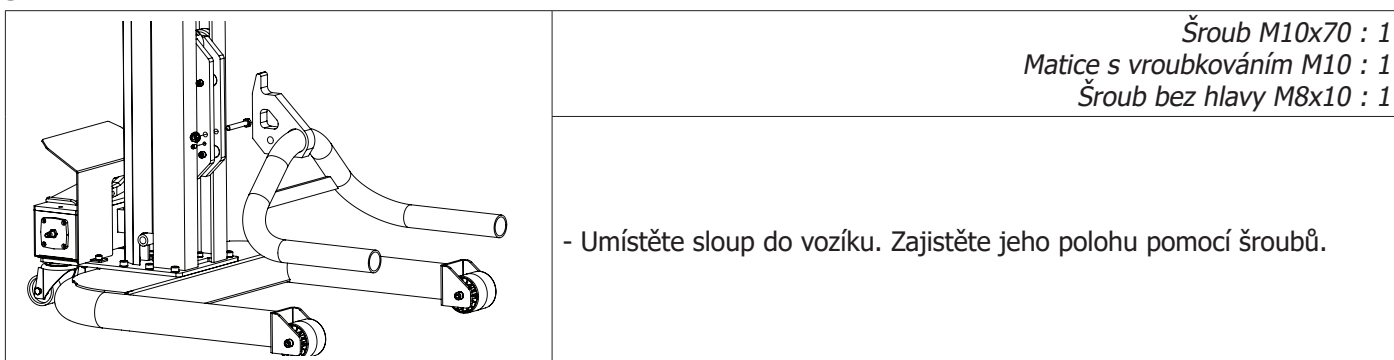 Šroub M10x70 : 1
Matice s vroubkováním M10 : 1
Šroub bez hlavy M8x10 : 1
- Umístěte sloup do vozíku. Zajistěte jeho polohu pomocí šroubů.